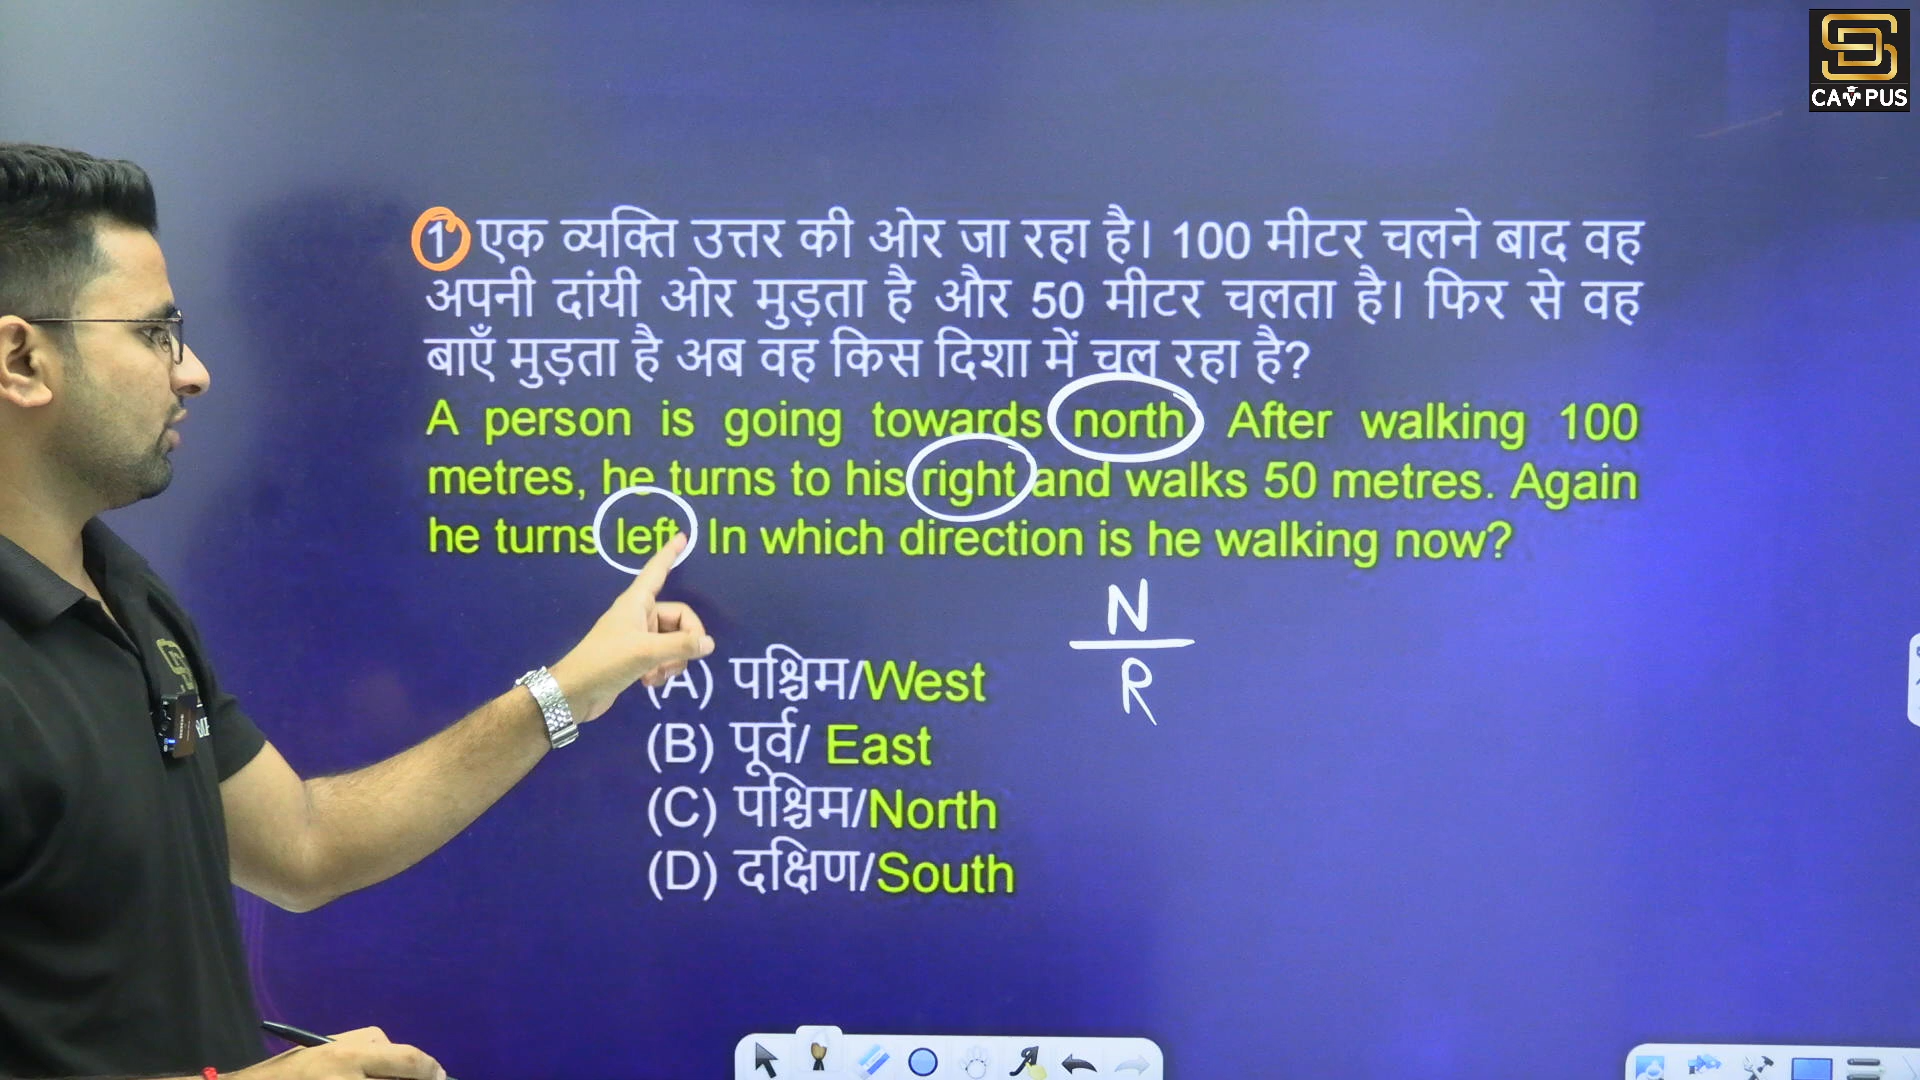 SD
CAMPUS
1 एक व्यक्ति उत्तर की ओर जा रहा है। 100 मीटर चलने बाद वह
अपनी दांयी ओर मुड़ता है और 50 मीटर चलता है। फिर से वह
बाएँ मुड़ता है अब वह किस दिशा में चल रहा है?
A person is going towards north After walking 100
metres, he turns to his right and walks 50 metres. Again
he turns left. In which direction is he walking now?
N
R
(A) पश्चिम/West
(B) पूर्व/ East
(C) पश्चिम/North
(D) दक्षिण/South